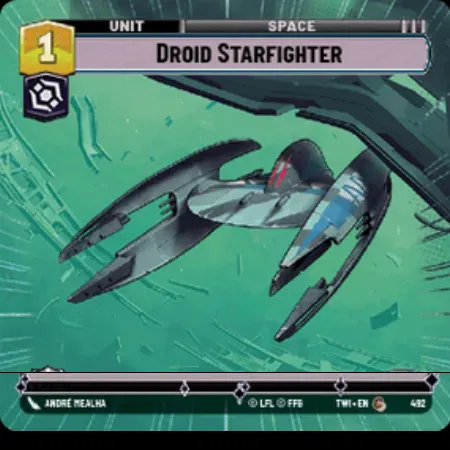 UNIT SPACE
1
DROID STARFIGHTER
ANDRÉ MEALHA © LFL © FFG TWI • EN 492